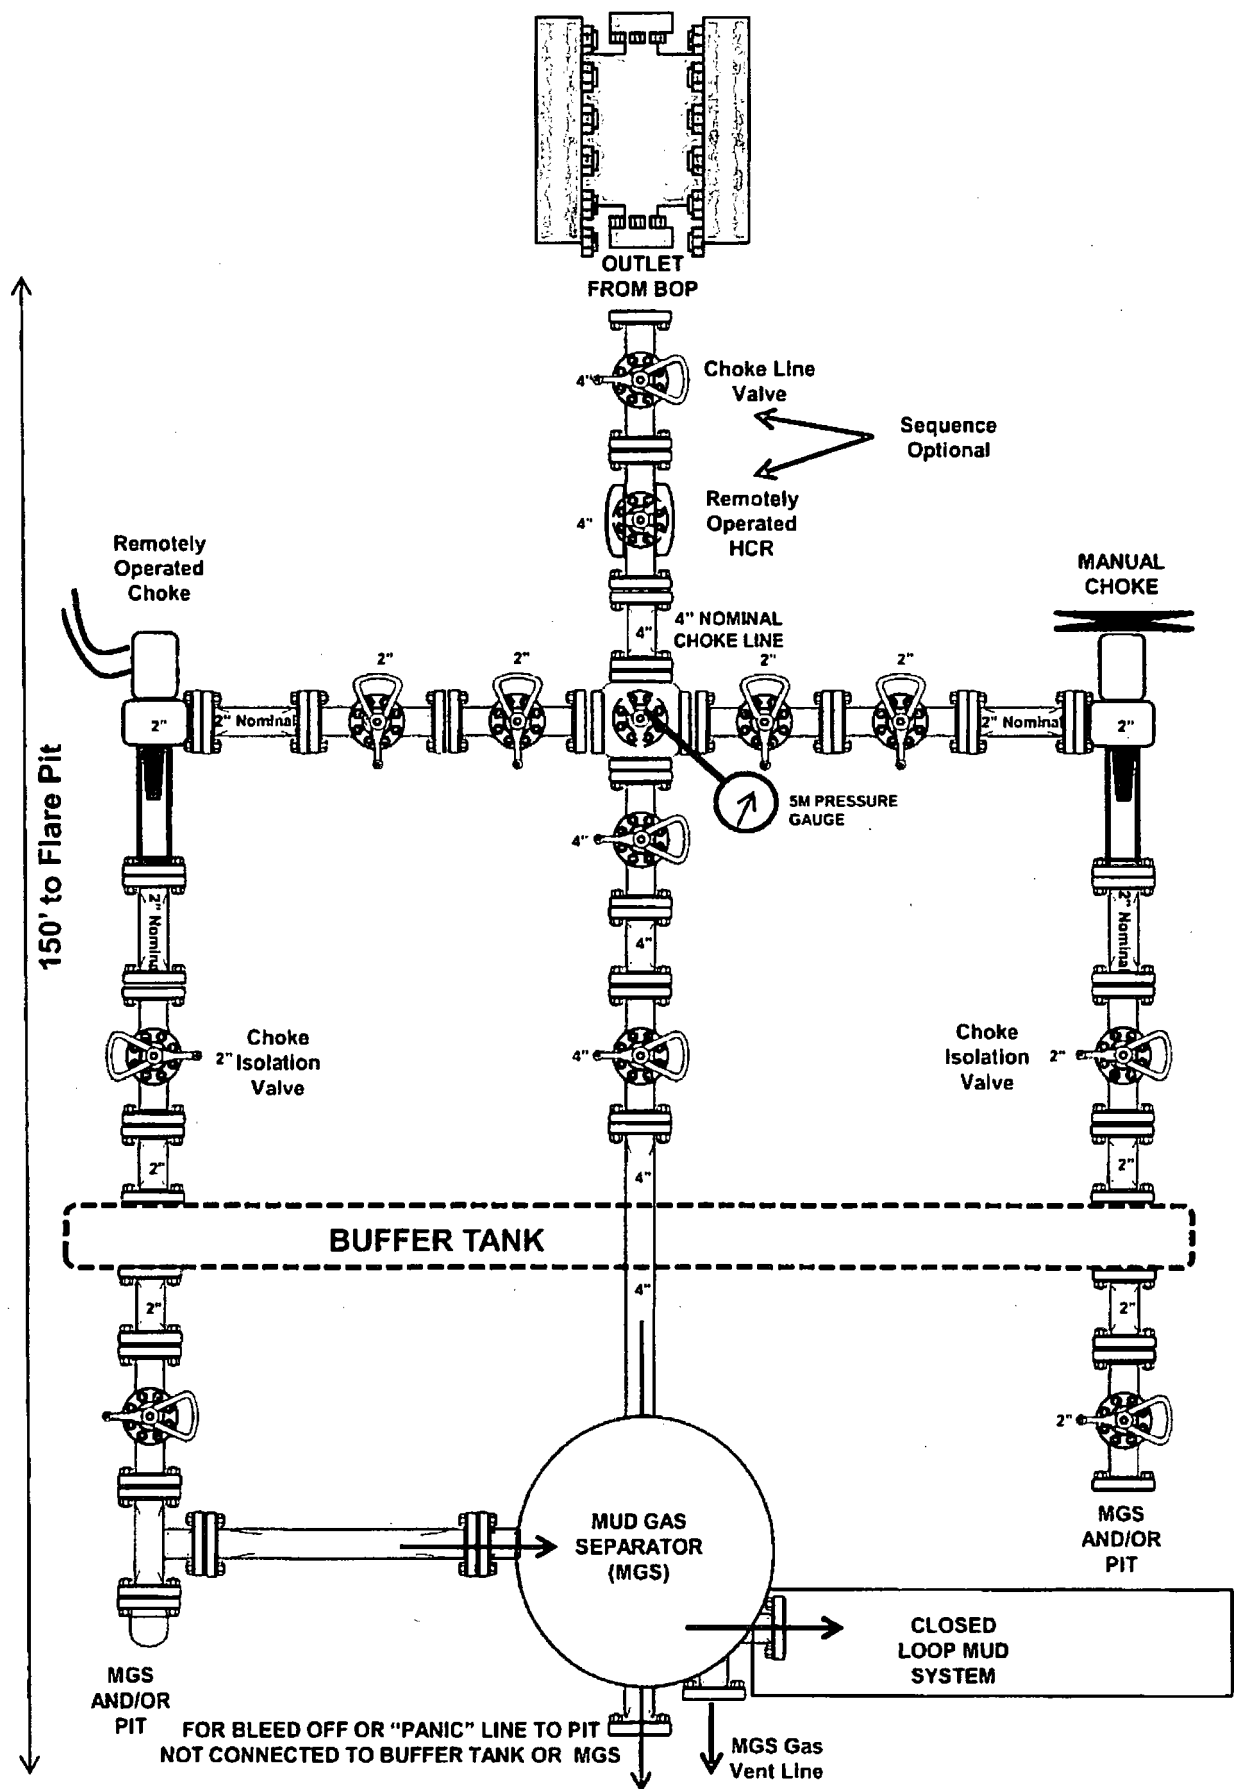 OUTLET
FROM BOP
4"
Choke Line
Valve
Sequence
Optional
4"
Remotely
Operated
HCR
Remotely
Operated
Choke
MANUAL
CHOKE
4"
4" NOMINAL
CHOKE LINE
2"
2"
2"
2"
2"
2" Nominal
2" Nominal
2"
5M PRESSURE
GAUGE
150' to Flare Pit
4"
2" Nominal
4"
2" Nominal
2"
Choke
Isolation
Valve
4"
Choke
Isolation
Valve
2"
2"
4"
2"
BUFFER TANK
2"
4"
2"
2"
MUD GAS
SEPARATOR
(MGS)
MGS
AND/OR
PIT
CLOSED
LOOP MUD
SYSTEM
MGS
AND/OR
PIT
FOR BLEED OFF OR "PANIC" LINE TO PIT
NOT CONNECTED TO BUFFER TANK OR MGS
MGS Gas
Vent Line